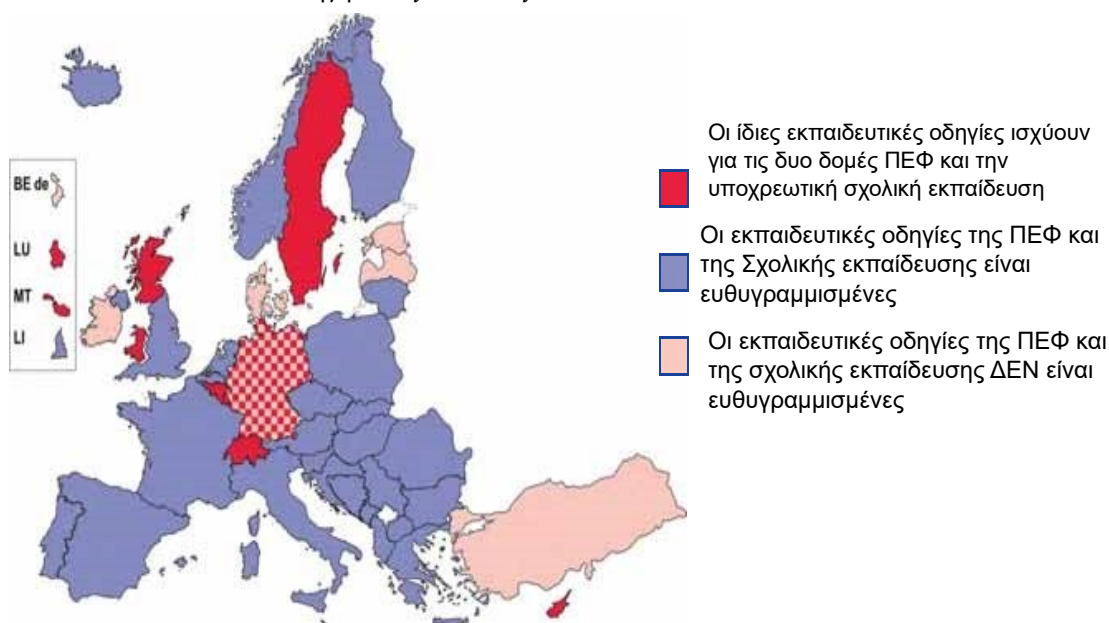 BE de
LU
MT
LI
Οι ίδιες εκπαιδευτικές οδηγίες ισχύουν
για τις δυο δομές ΠΕΦ και την
υποχρεωτική σχολική εκπαίδευση
Οι εκπαιδευτικές οδηγίες της ΠΕΦ και
της Σχολικής εκπαίδευσης είναι
ευθυγραμμισμένες
Οι εκπαιδευτικές οδηγίες της ΠΕΦ και
της σχολικής εκπαίδευσης ΔΕΝ είναι
ευθυγραμμισμένες